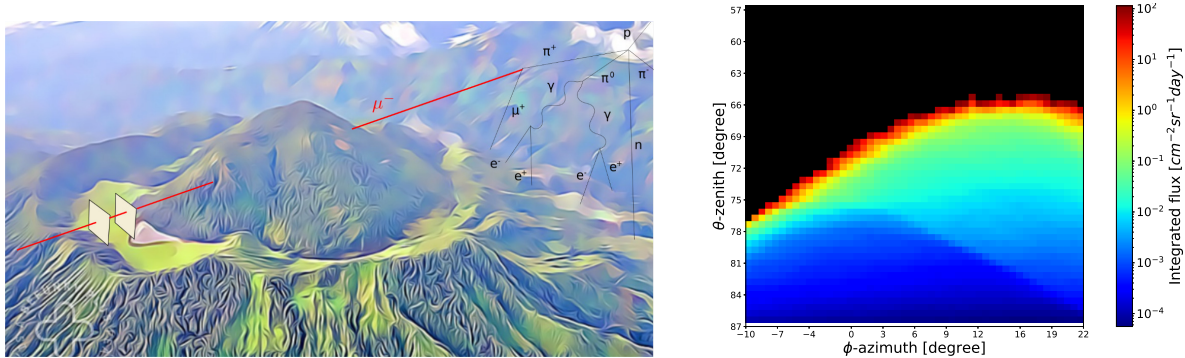 p
π⁺
π⁰
π⁻
γ
μ⁻
μ⁺
γ
n
e⁻
e⁺
e⁻
e⁺
57
60
63
66
69
72
75
78
81
84
87
θ-zenith [degree]
−10 −7 −4 0 3 6 9 13 16 19 22
ϕ-azimuth [degree]
10²
10¹
10⁰
10⁻¹
10⁻²
10⁻³
10⁻⁴
Integrated flux [cm⁻²sr⁻¹day⁻¹]